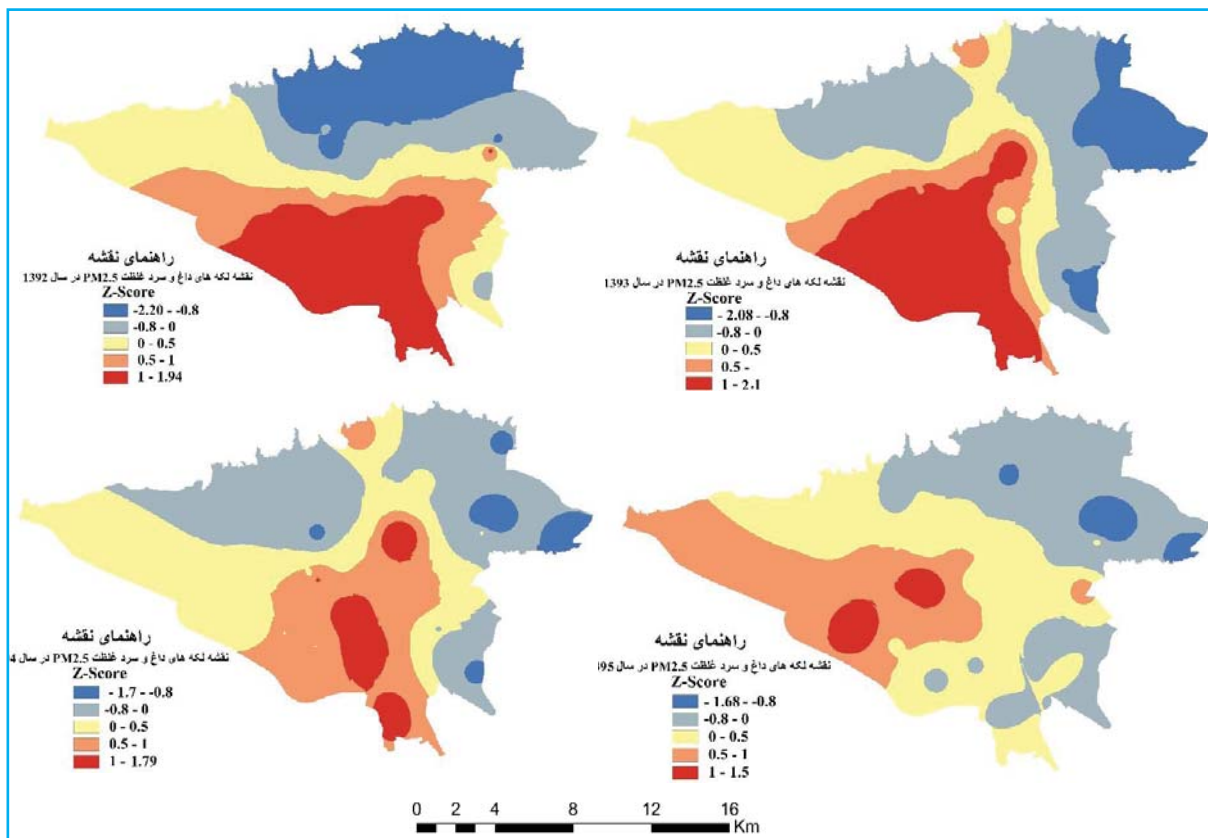 راهنمای نقشه
نقشه لکه های داغ و سرد غلظت PM2.5 در سال 1392
Z-Score
-2.20 - -0.8
-0.8 - 0
0 - 0.5
0.5 - 1
1 - 1.94
راهنمای نقشه
نقشه لکه های داغ و سرد غلظت PM2.5 در سال 1393
Z-Score
- 2.08 - -0.8
-0.8 - 0
0 - 0.5
0.5 -
1 - 2.1
راهنمای نقشه
نقشه لکه های داغ و سرد غلظت PM2.5 در سال 4
Z-Score
- 1.7 - -0.8
-0.8 - 0
0 - 0.5
0.5 - 1
1 - 1.79
راهنمای نقشه
نقشه لکه های داغ و سرد غلظت PM2.5 در سال 395
Z-Score
- 1.68 - -0.8
-0.8 - 0
0 - 0.5
0.5 - 1
1 - 1.5
0 2 4 8 12 16
Km